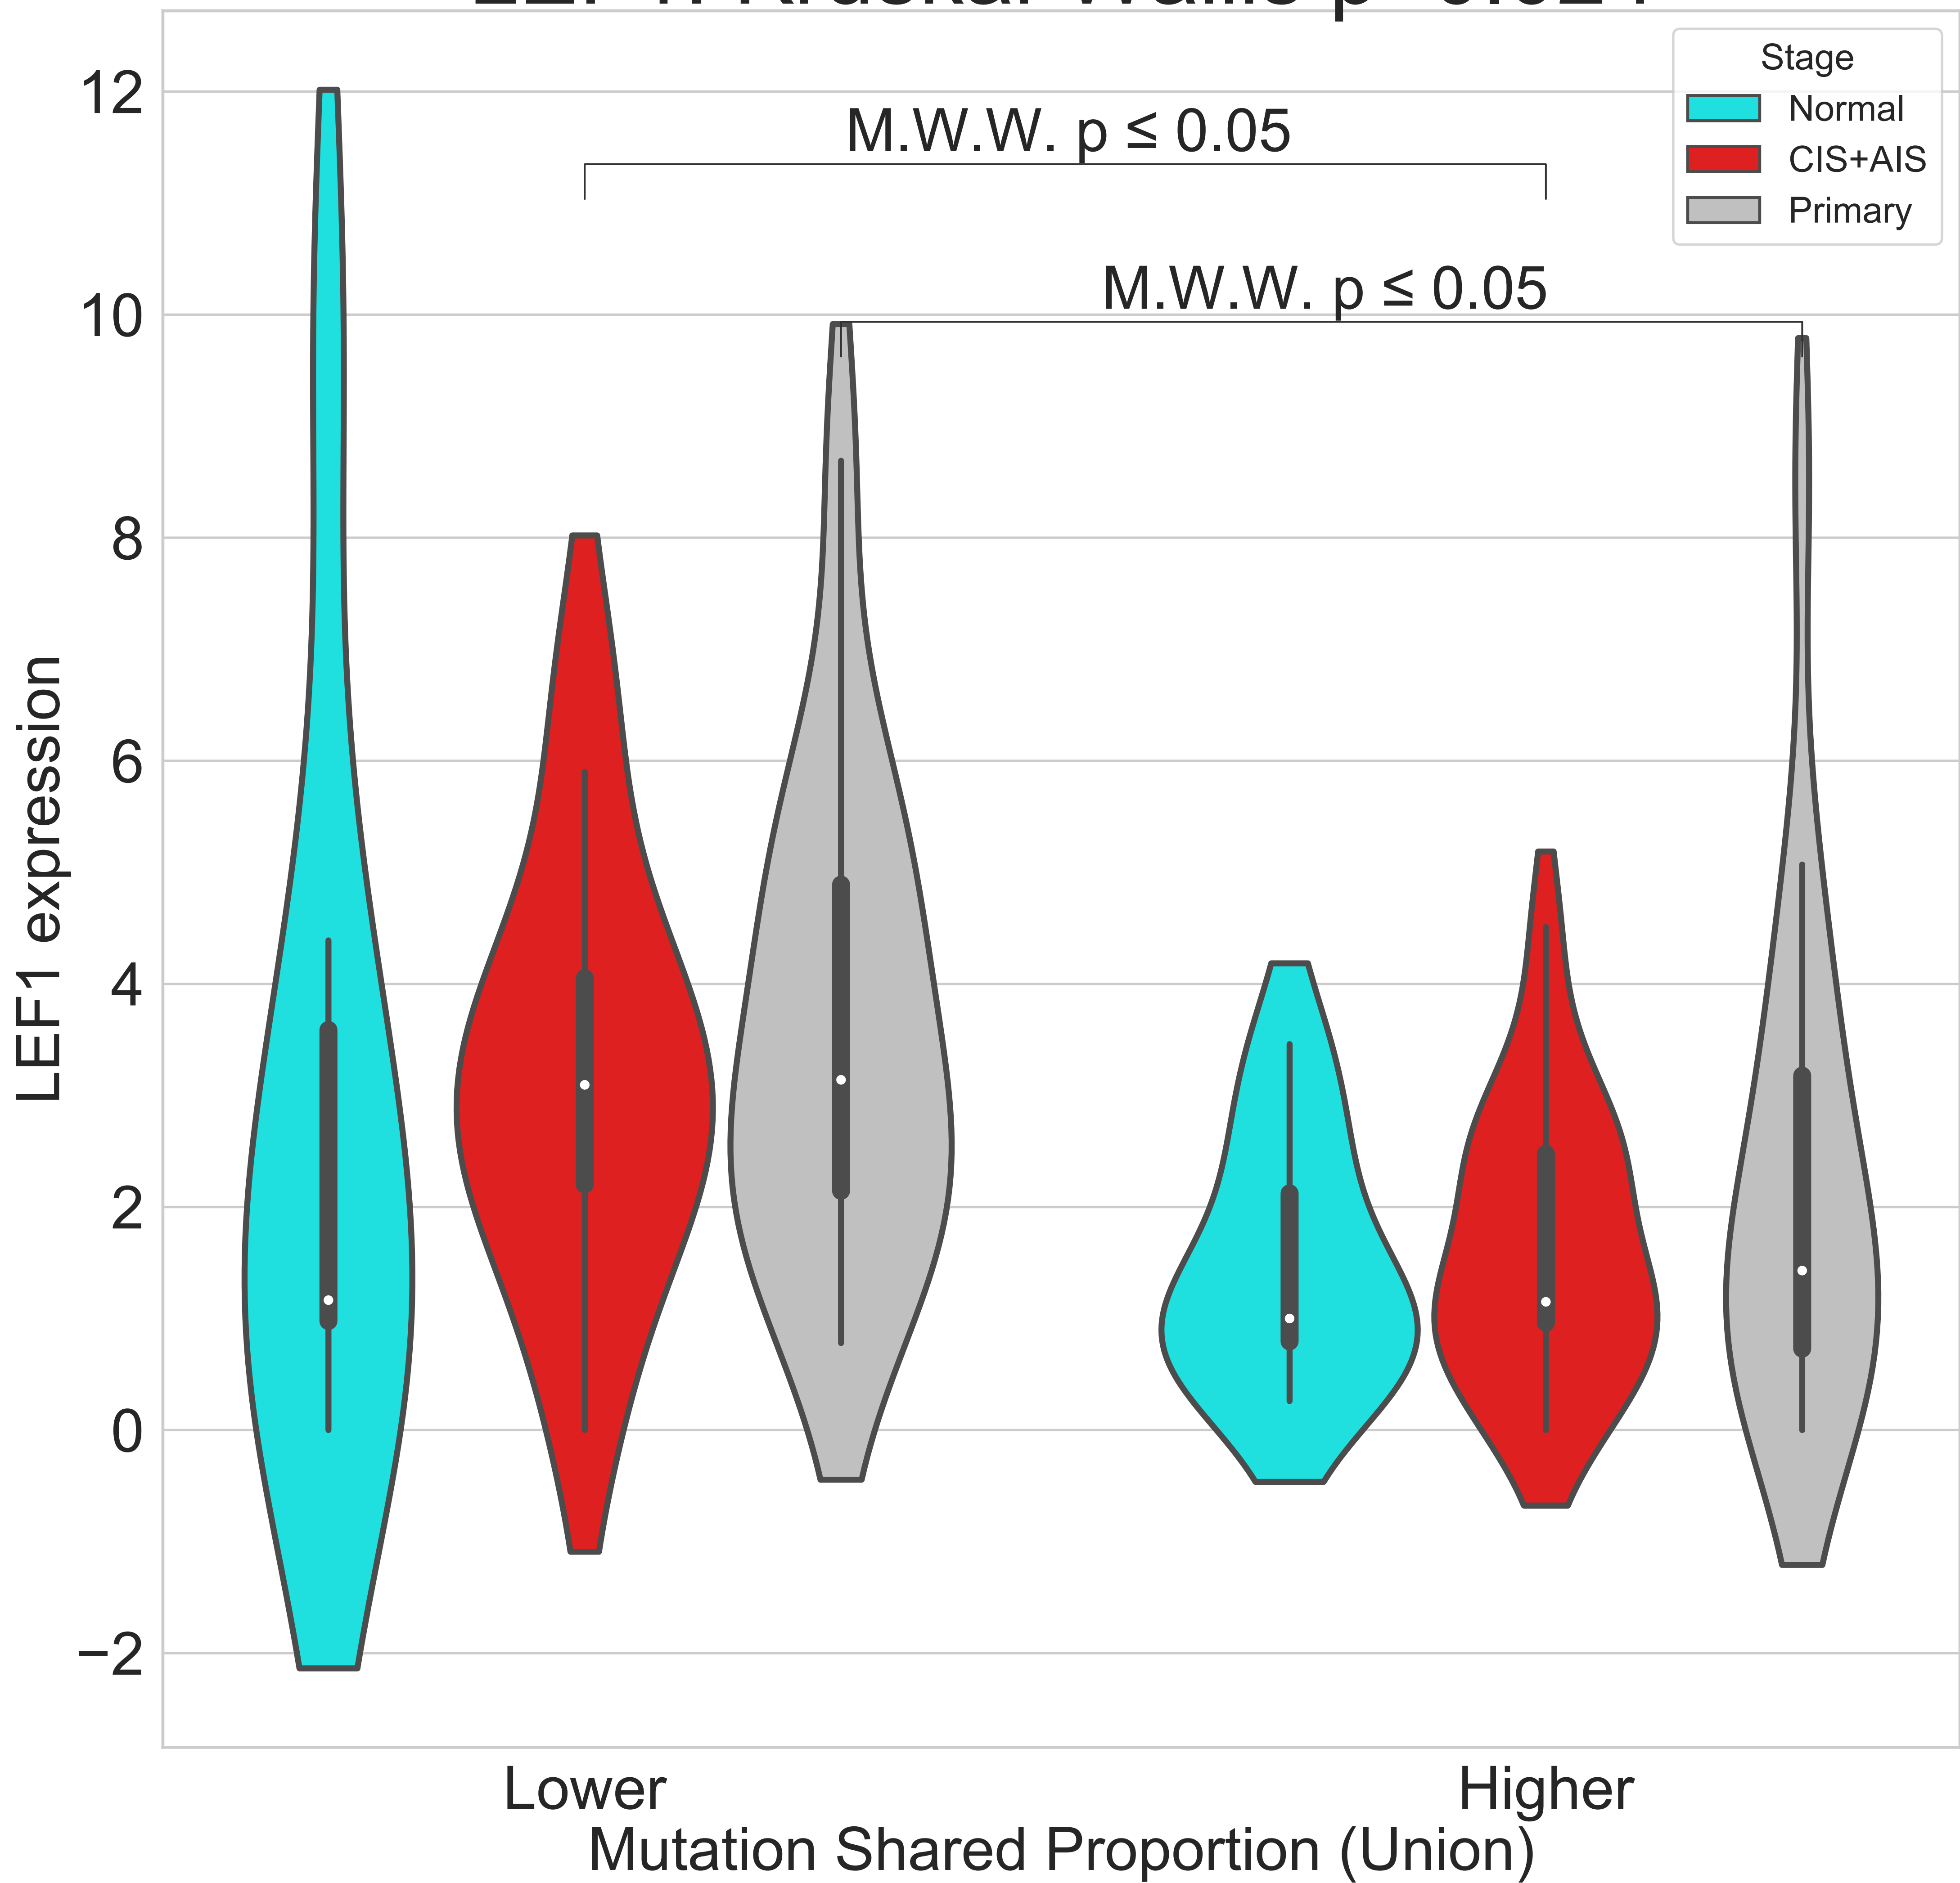 Stage
Normal
CIS+AIS
Primary
M.W.W. p ≤ 0.05
M.W.W. p ≤ 0.05
12
10
8
6
4
2
0
−2
LEF1 expression
Lower
Higher
Mutation Shared Proportion (Union)